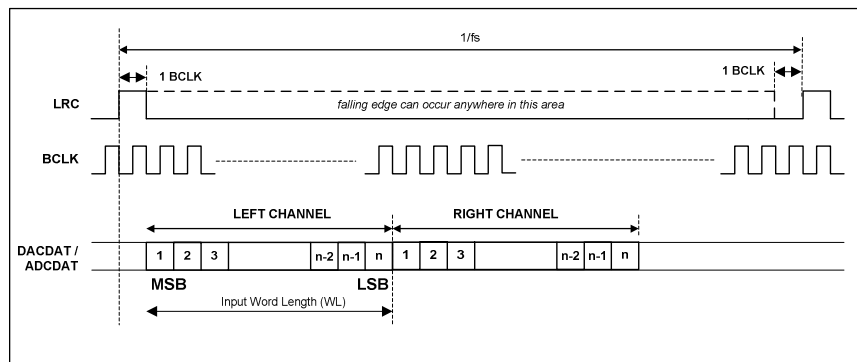 1/fs
1 BCLK
1 BCLK
LRC
falling edge can occur anywhere in this area
BCLK
LEFT CHANNEL
RIGHT CHANNEL
DACDAT /
ADCDAT
1 2 3 n-2 n-1 n 1 2 3 n-2 n-1 n
MSB LSB
Input Word Length (WL)